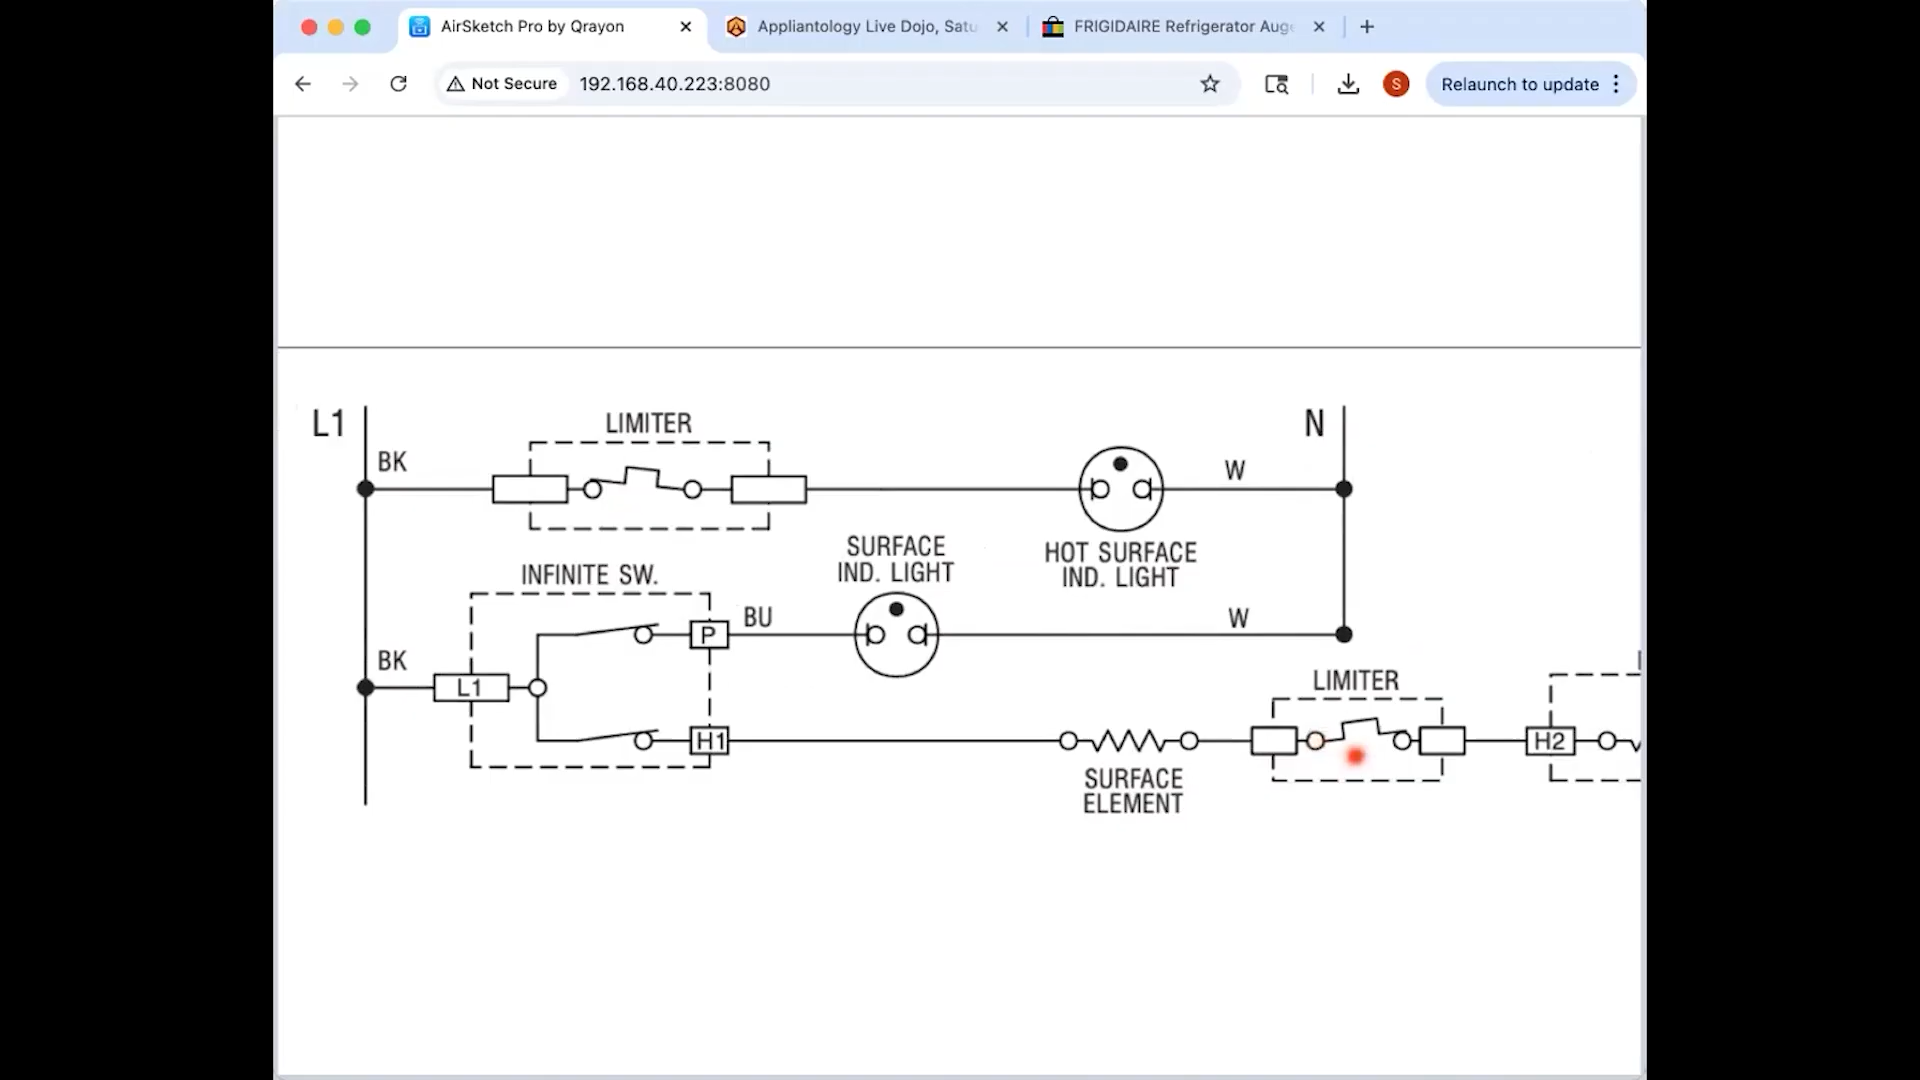 AirSketch Pro by Qrayon
Appliantology Live Dojo, Satu
FRIGIDAIRE Refrigerator Auge
Not Secure
192.168.40.223:8080
S
Relaunch to update
L1
LIMITER
N
BK
W
SURFACE
IND. LIGHT
HOT SURFACE
IND. LIGHT
INFINITE SW.
P
BU
W
BK
L1
LIMITER
H1
H2
SURFACE
ELEMENT